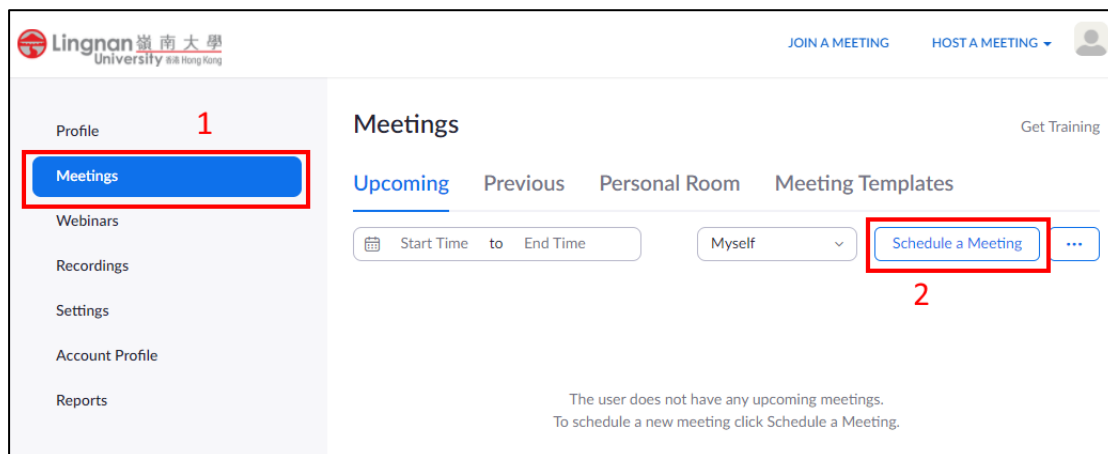 Lingnan 嶺南大學
University 香港 Hong Kong
JOIN A MEETING
HOST A MEETING
Profile
1
Meetings
Webinars
Recordings
Settings
Account Profile
Reports
Meetings
Get Training
Upcoming Previous Personal Room Meeting Templates
Start Time to End Time
Myself
Schedule a Meeting
...
2
The user does not have any upcoming meetings.
To schedule a new meeting click Schedule a Meeting.